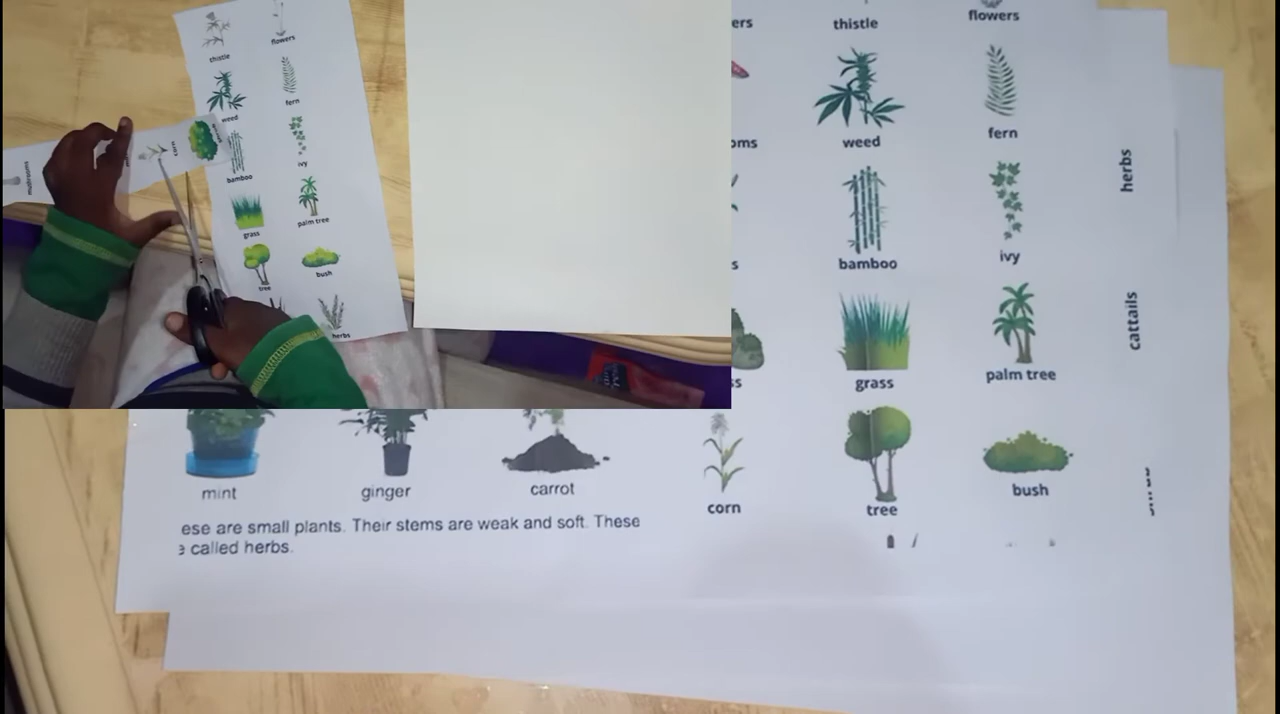 thistle
flowers
weed
fern
bamboo
ivy
grass
palm tree
tree
bush
herbs
mushrooms
corn
thistle
flowers
weed
fern
herbs
bamboo
ivy
cattails
grass
palm tree
corn
tree
bush
mint
ginger
carrot
ese are small plants. Their stems are weak and soft. These
called herbs.